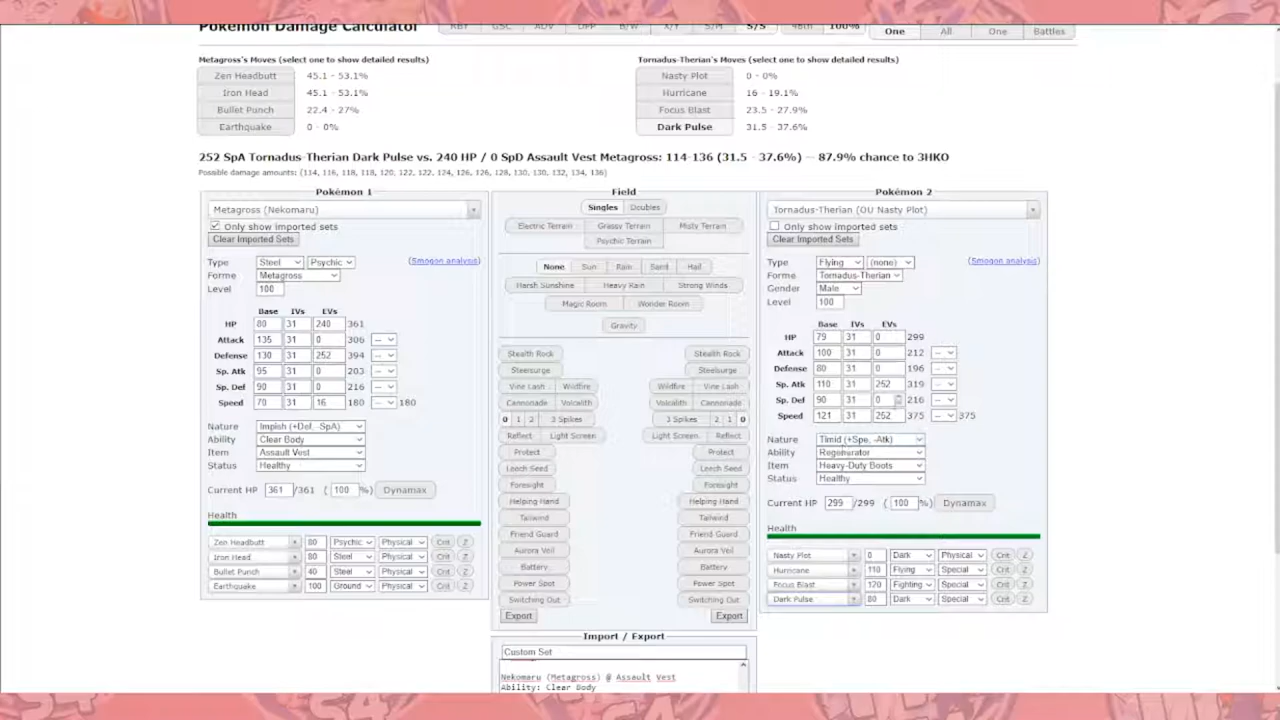 Pokémon Damage Calculator
RBY GSC ADV DPP B/W X/Y S/M S/S 48th 100% One All One Battles
Metagross's Moves (select one to show detailed results)
Zen Headbutt 45.1 - 53.1%
Iron Head 45.1 - 53.1%
Bullet Punch 22.4 - 27%
Earthquake 0 - 0%
Tornadus-Therian's Moves (select one to show detailed results)
Nasty Plot 0 - 0%
Hurricane 16 - 19.1%
Focus Blast 23.5 - 27.9%
Dark Pulse 31.5 - 37.6%
252 SpA Tornadus-Therian Dark Pulse vs. 240 HP / 0 SpD Assault Vest Metagross: 114-136 (31.5 - 37.6%) -- 87.9% chance to 3HKO
Possible damage amounts: (114, 116, 118, 118, 120, 122, 122, 124, 126, 126, 128, 130, 130, 132, 134, 136)
Pokémon 1
Metagross (Nekomaru)
Only show imported sets
Clear Imported Sets
Type Steel Psychic (Smogon analysis)
Forme Metagross
Level 100
Base IVs EVs
HP 80 31 240 361
Attack 135 31 0 306 --
Defense 130 31 252 394 --
Sp. Atk 95 31 0 203 --
Sp. Def 90 31 0 216 --
Speed 70 31 16 180 -- 180
Nature Impish (+Def, -SpA)
Ability Clear Body
Item Assault Vest
Status Healthy
Current HP 361 /361 ( 100 %) Dynamax
Health
Zen Headbutt 80 Psychic Physical Crit Z
Iron Head 80 Steel Physical Crit Z
Bullet Punch 40 Steel Physical Crit Z
Earthquake 100 Ground Physical Crit Z
Field
Singles Doubles
Electric Terrain Grassy Terrain Misty Terrain
Psychic Terrain
None Sun Rain Sand Hail
Harsh Sunshine Heavy Rain Strong Winds
Magic Room Wonder Room
Gravity
Stealth Rock Stealth Rock
Steelsurge Steelsurge
Vine Lash Wildfire Wildfire Vine Lash
Cannonade Volcalith Volcalith Cannonade
0 1 2 3 Spikes 3 Spikes 2 1 0
Reflect Light Screen Light Screen Reflect
Protect Protect
Leech Seed Leech Seed
Foresight Foresight
Helping Hand Helping Hand
Tailwind Tailwind
Friend Guard Friend Guard
Aurora Veil Aurora Veil
Battery Battery
Power Spot Power Spot
Switching Out Switching Out
Export Export
Import / Export
Custom Set
Nekomaru (Metagross) @ Assault Vest
Ability: Clear Body
Pokémon 2
Tornadus-Therian (OU Nasty Plot)
Only show imported sets
Clear Imported Sets
Type Flying (none) (Smogon analysis)
Forme Tornadus-Therian
Gender Male
Level 100
Base IVs EVs
HP 79 31 0 299
Attack 100 31 0 212 --
Defense 80 31 0 196 --
Sp. Atk 110 31 252 319 --
Sp. Def 90 31 0 216 --
Speed 121 31 252 375 -- 375
Nature Timid (+Spe, -Atk)
Ability Regenerator
Item Heavy-Duty Boots
Status Healthy
Current HP 299 /299 ( 100 %) Dynamax
Health
Nasty Plot 0 Dark Physical Crit Z
Hurricane 110 Flying Special Crit Z
Focus Blast 120 Fighting Special Crit Z
Dark Pulse 80 Dark Special Crit Z